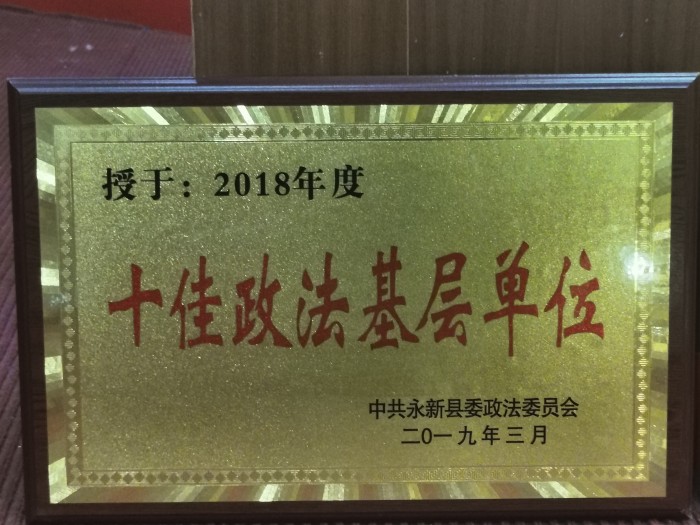 授于：2018年度
十佳政法基层单位
中共永新县委政法委员会
二〇一九年三月